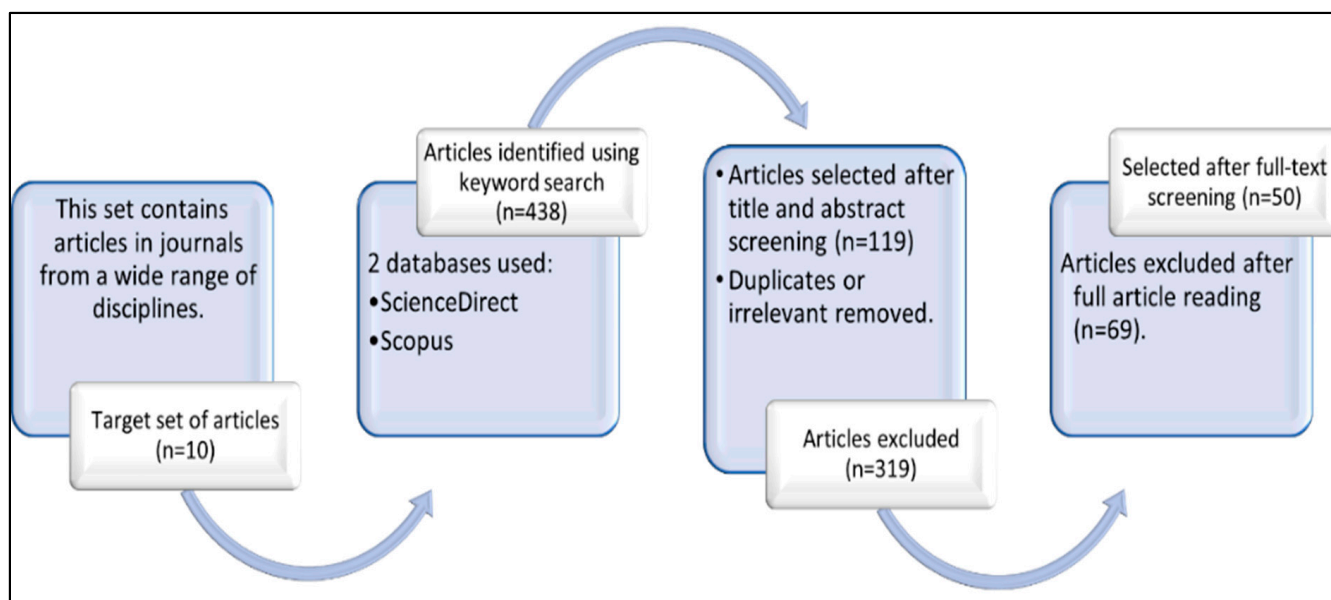 This set contains
articles in journals
from a wide range of
disciplines.
Target set of articles
(n=10)
Articles identified using
keyword search
(n=438)
2 databases used:
•ScienceDirect
•Scopus
•Articles selected after
title and abstract
screening (n=119)
•Duplicates or
irrelevant removed.
Articles excluded
(n=319)
Selected after full-text
screening (n=50)
Articles excluded after
full article reading
(n=69).